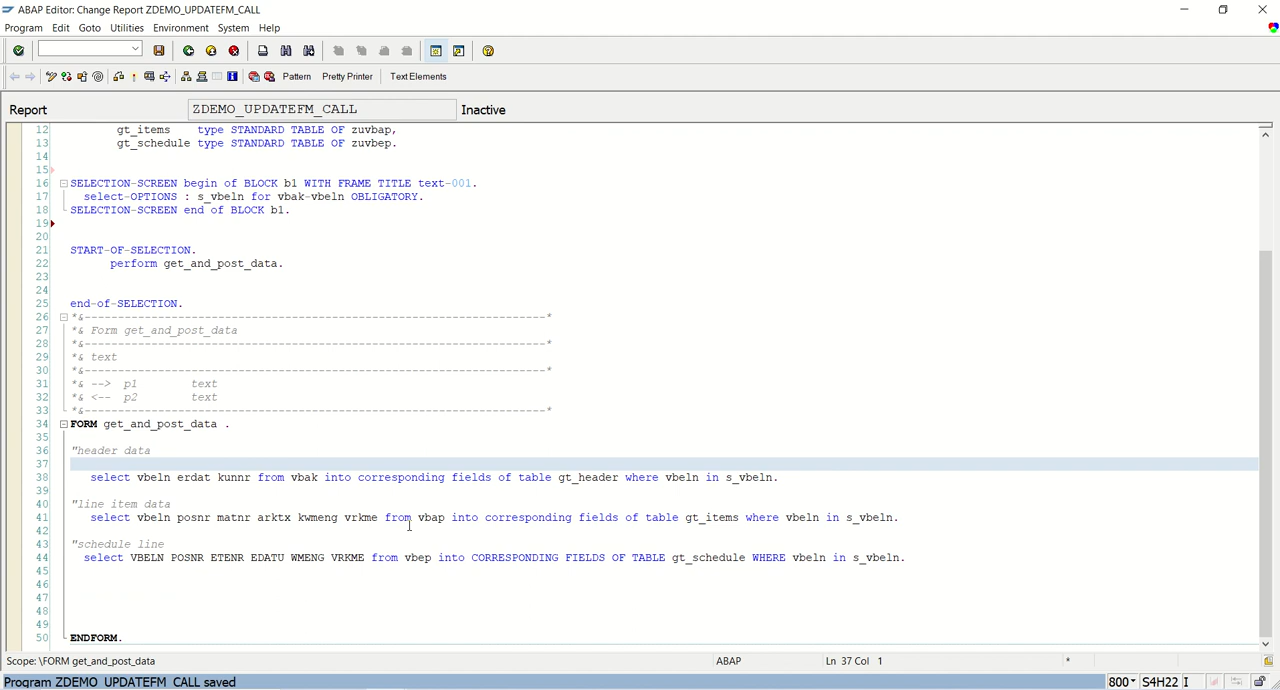 ABAP Editor: Change Report ZDEMO_UPDATEFM_CALL
Program Edit Goto Utilities Environment System Help
Pattern Pretty Printer Text Elements
Report ZDEMO_UPDATEFM_CALL Inactive
12 gt_items type STANDARD TABLE OF zuvbap,
13 gt_schedule type STANDARD TABLE OF zuvbep.
14
15
16 SELECTION-SCREEN begin of BLOCK b1 WITH FRAME TITLE text-001.
17 select-OPTIONS : s_vbeln for vbak-vbeln OBLIGATORY.
18 SELECTION-SCREEN end of BLOCK b1.
19
20
21 START-OF-SELECTION.
22 perform get_and_post_data.
23
24
25 end-of-SELECTION.
26 *&---------------------------------------------------------------------*
27 *& Form get_and_post_data
28 *&---------------------------------------------------------------------*
29 *& text
30 *&---------------------------------------------------------------------*
31 *& --> p1 text
32 *& <-- p2 text
33 *&---------------------------------------------------------------------*
34 FORM get_and_post_data .
35
36 "header data
37
38 select vbeln erdat kunnr from vbak into corresponding fields of table gt_header where vbeln in s_vbeln.
39
40 "line item data
41 select vbeln posnr matnr arktx kwmeng vrkme from vbap into corresponding fields of table gt_items where vbeln in s_vbeln.
42
43 "schedule line
44 select VBELN POSNR ETENR EDATU WMENG VRKME from vbep into CORRESPONDING FIELDS OF TABLE gt_schedule WHERE vbeln in s_vbeln.
45
46
47
48
49
50 ENDFORM.
Scope: \FORM get_and_post_data ABAP Ln 37 Col 1 *
Program ZDEMO_UPDATEFM_CALL saved 800 S4H22 I